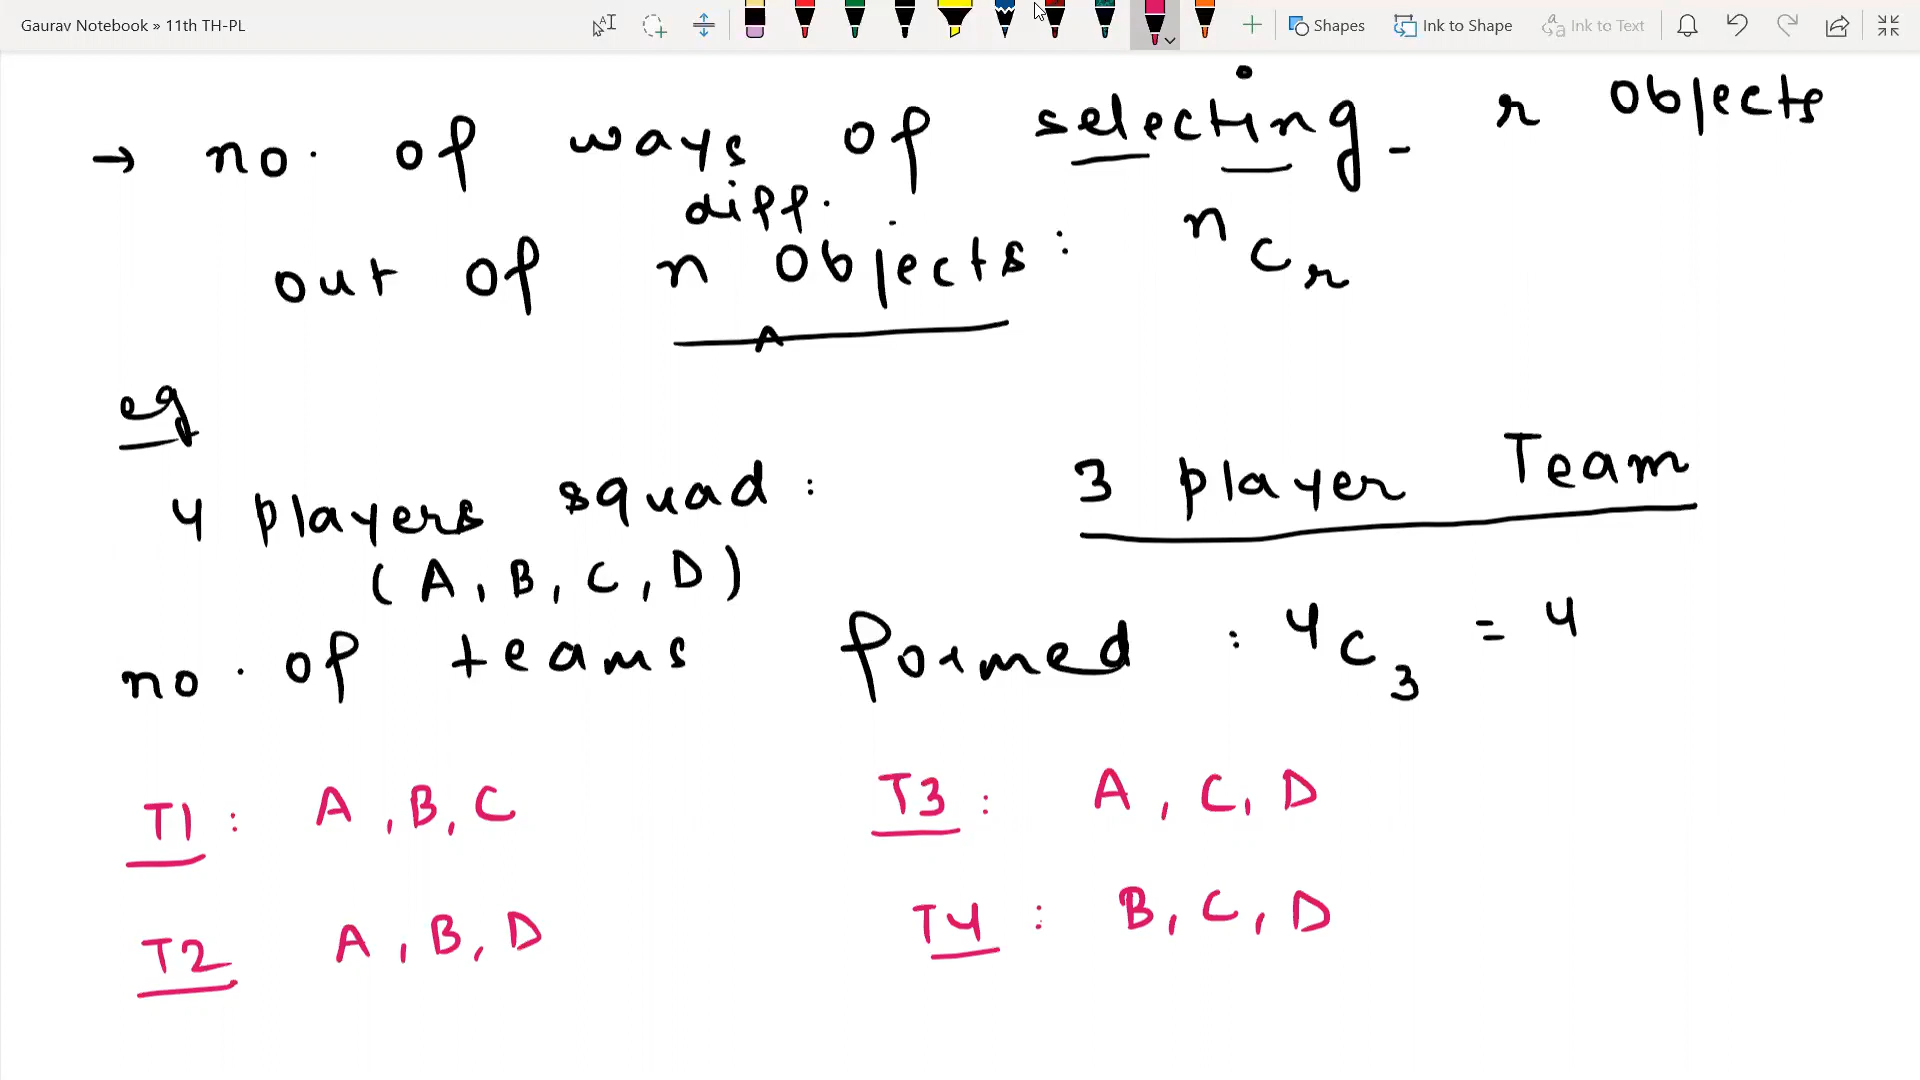 Gaurav Notebook » 11th TH-PL
Shapes Ink to Shape Ink to Text
→ no. of ways of selecting r objects
out of n diff. objects : ⁿCᵣ
eg
4 players squad : 3 player Team
(A, B, C, D)
no. of teams formed : ⁴C₃ = 4
T1 : A, B, C T3 : A, C, D
T2 A, B, D T4 : B, C, D